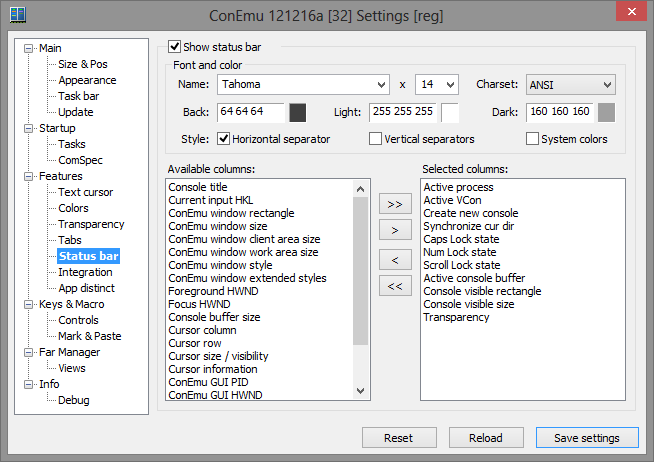 ConEmu 121216a [32] Settings [reg]
Main
Size & Pos
Appearance
Task bar
Update
Startup
Tasks
ComSpec
Features
Text cursor
Colors
Transparency
Tabs
Status bar
Integration
App distinct
Keys & Macro
Controls
Mark & Paste
Far Manager
Views
Info
Debug
Show status bar
Font and color
Name: Tahoma x 14 Charset: ANSI
Back: 64 64 64 Light: 255 255 255 Dark: 160 160 160
Style: Horizontal separator Vertical separators System colors
Available columns:
Console title
Current input HKL
ConEmu window rectangle
ConEmu window size
ConEmu window client area size
ConEmu window work area size
ConEmu window style
ConEmu window extended styles
Foreground HWND
Focus HWND
Console buffer size
Cursor column
Cursor row
Cursor size / visibility
Cursor information
ConEmu GUI PID
ConEmu GUI HWND
>>
>
<
<<
Selected columns:
Active process
Active VCon
Create new console
Synchronize cur dir
Caps Lock state
Num Lock state
Scroll Lock state
Active console buffer
Console visible rectangle
Console visible size
Transparency
Reset Reload Save settings